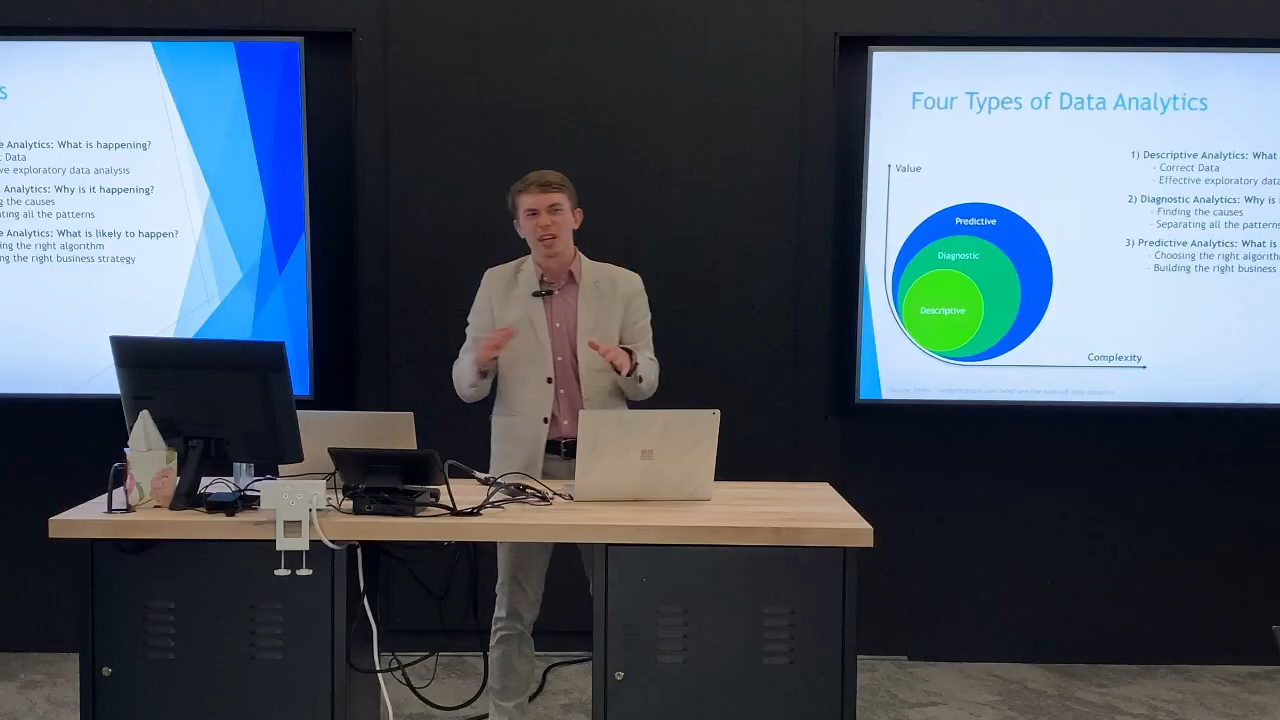 s
e Analytics: What is happening?
t Data
ve exploratory data analysis
Analytics: Why is it happening?
g the causes
ating all the patterns
e Analytics: What is likely to happen?
ing the right algorithm
ng the right business strategy
Four Types of Data Analytics
Value
Predictive
Diagnostic
Descriptive
Complexity
1) Descriptive Analytics: What
- Correct Data
- Effective exploratory data
2) Diagnostic Analytics: Why is
- Finding the causes
- Separating all the patterns
3) Predictive Analytics: What is
- Choosing the right algorith
- Building the right business